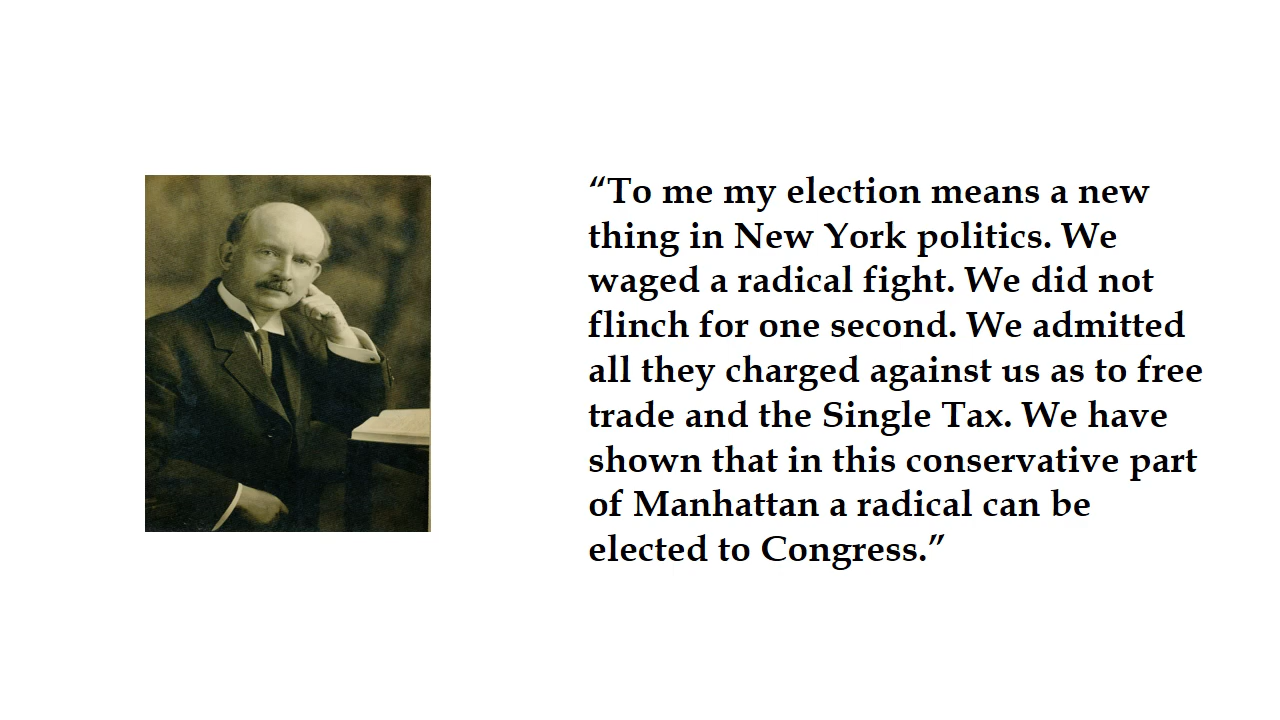 “To me my election means a new
thing in New York politics. We
waged a radical fight. We did not
flinch for one second. We admitted
all they charged against us as to free
trade and the Single Tax. We have
shown that in this conservative part
of Manhattan a radical can be
elected to Congress.”